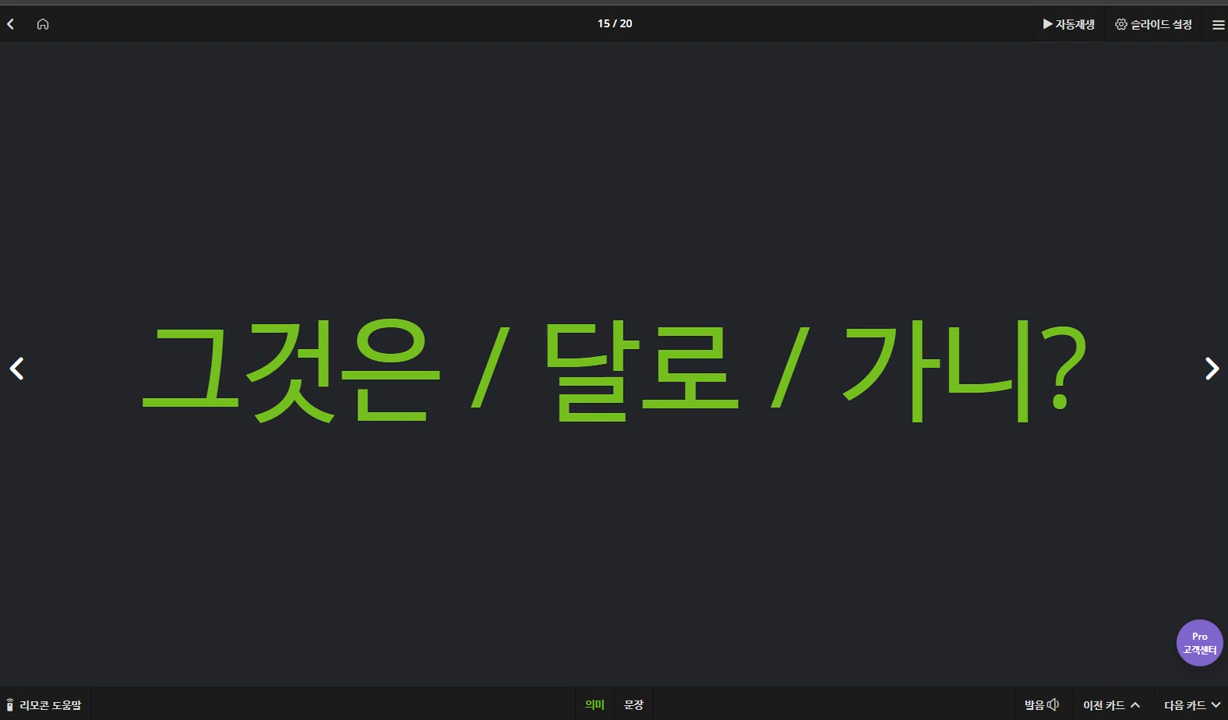 15 / 20
자동재생
슬라이드 설정
그것은 / 달로 / 가니?
Pro
고객센터
리모콘 도움말
의미
문장
발음
이전 카드
다음 카드